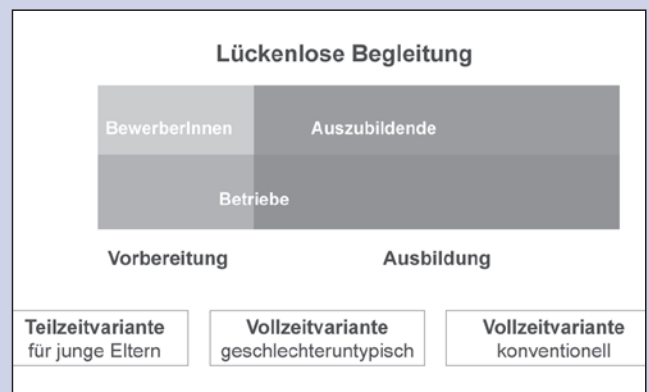 Lückenlose Begleitung
BewerberInnen Auszubildende
Betriebe
Vorbereitung Ausbildung
Teilzeitvariante
für junge Eltern
Vollzeitvariante
geschlechteruntypisch
Vollzeitvariante
konventionell